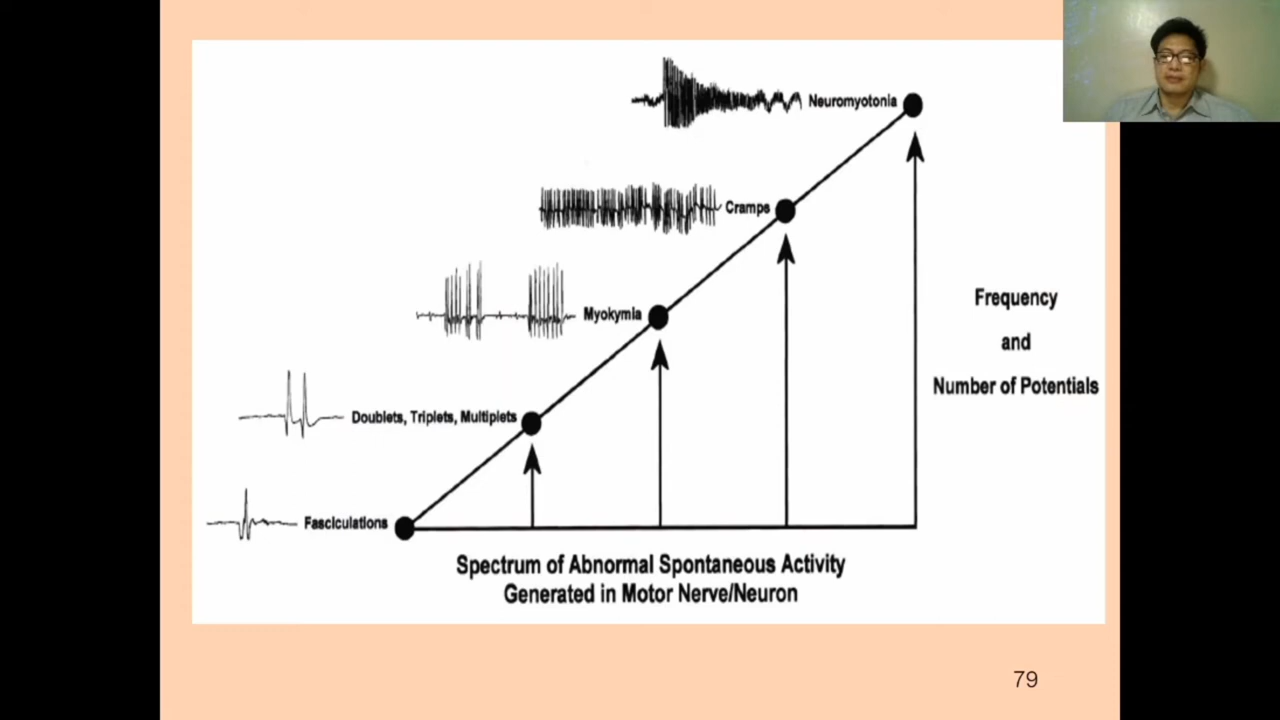 Neuromyotonia
Cramps
Myokymia
Doublets, Triplets, Multiplets
Fasciculations
Frequency
and
Number of Potentials
Spectrum of Abnormal Spontaneous Activity
Generated in Motor Nerve/Neuron
79